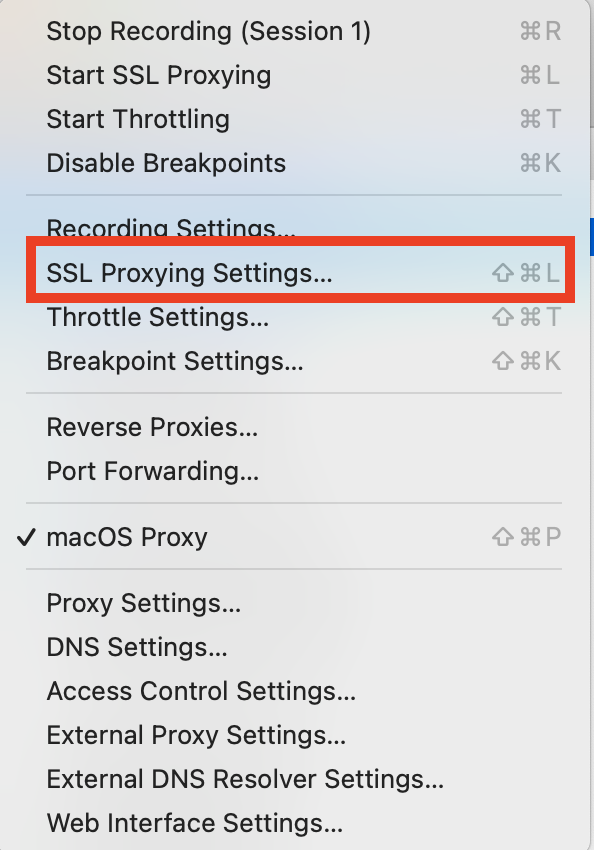 Stop Recording (Session 1) ⌘R
Start SSL Proxying ⌘L
Start Throttling ⌘T
Disable Breakpoints ⌘K
Recording Settings...
SSL Proxying Settings... ⇧⌘L
Throttle Settings... ⇧⌘T
Breakpoint Settings... ⇧⌘K
Reverse Proxies...
Port Forwarding...
✓ macOS Proxy ⇧⌘P
Proxy Settings...
DNS Settings...
Access Control Settings...
External Proxy Settings...
External DNS Resolver Settings...
Web Interface Settings...